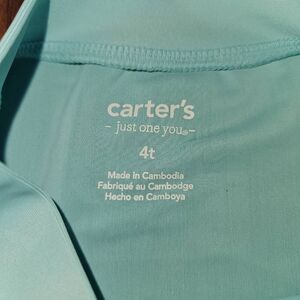 carter's
- just one you® -
4t
Made in Cambodia
Fabriqué au Cambodge
Hecho en Camboya